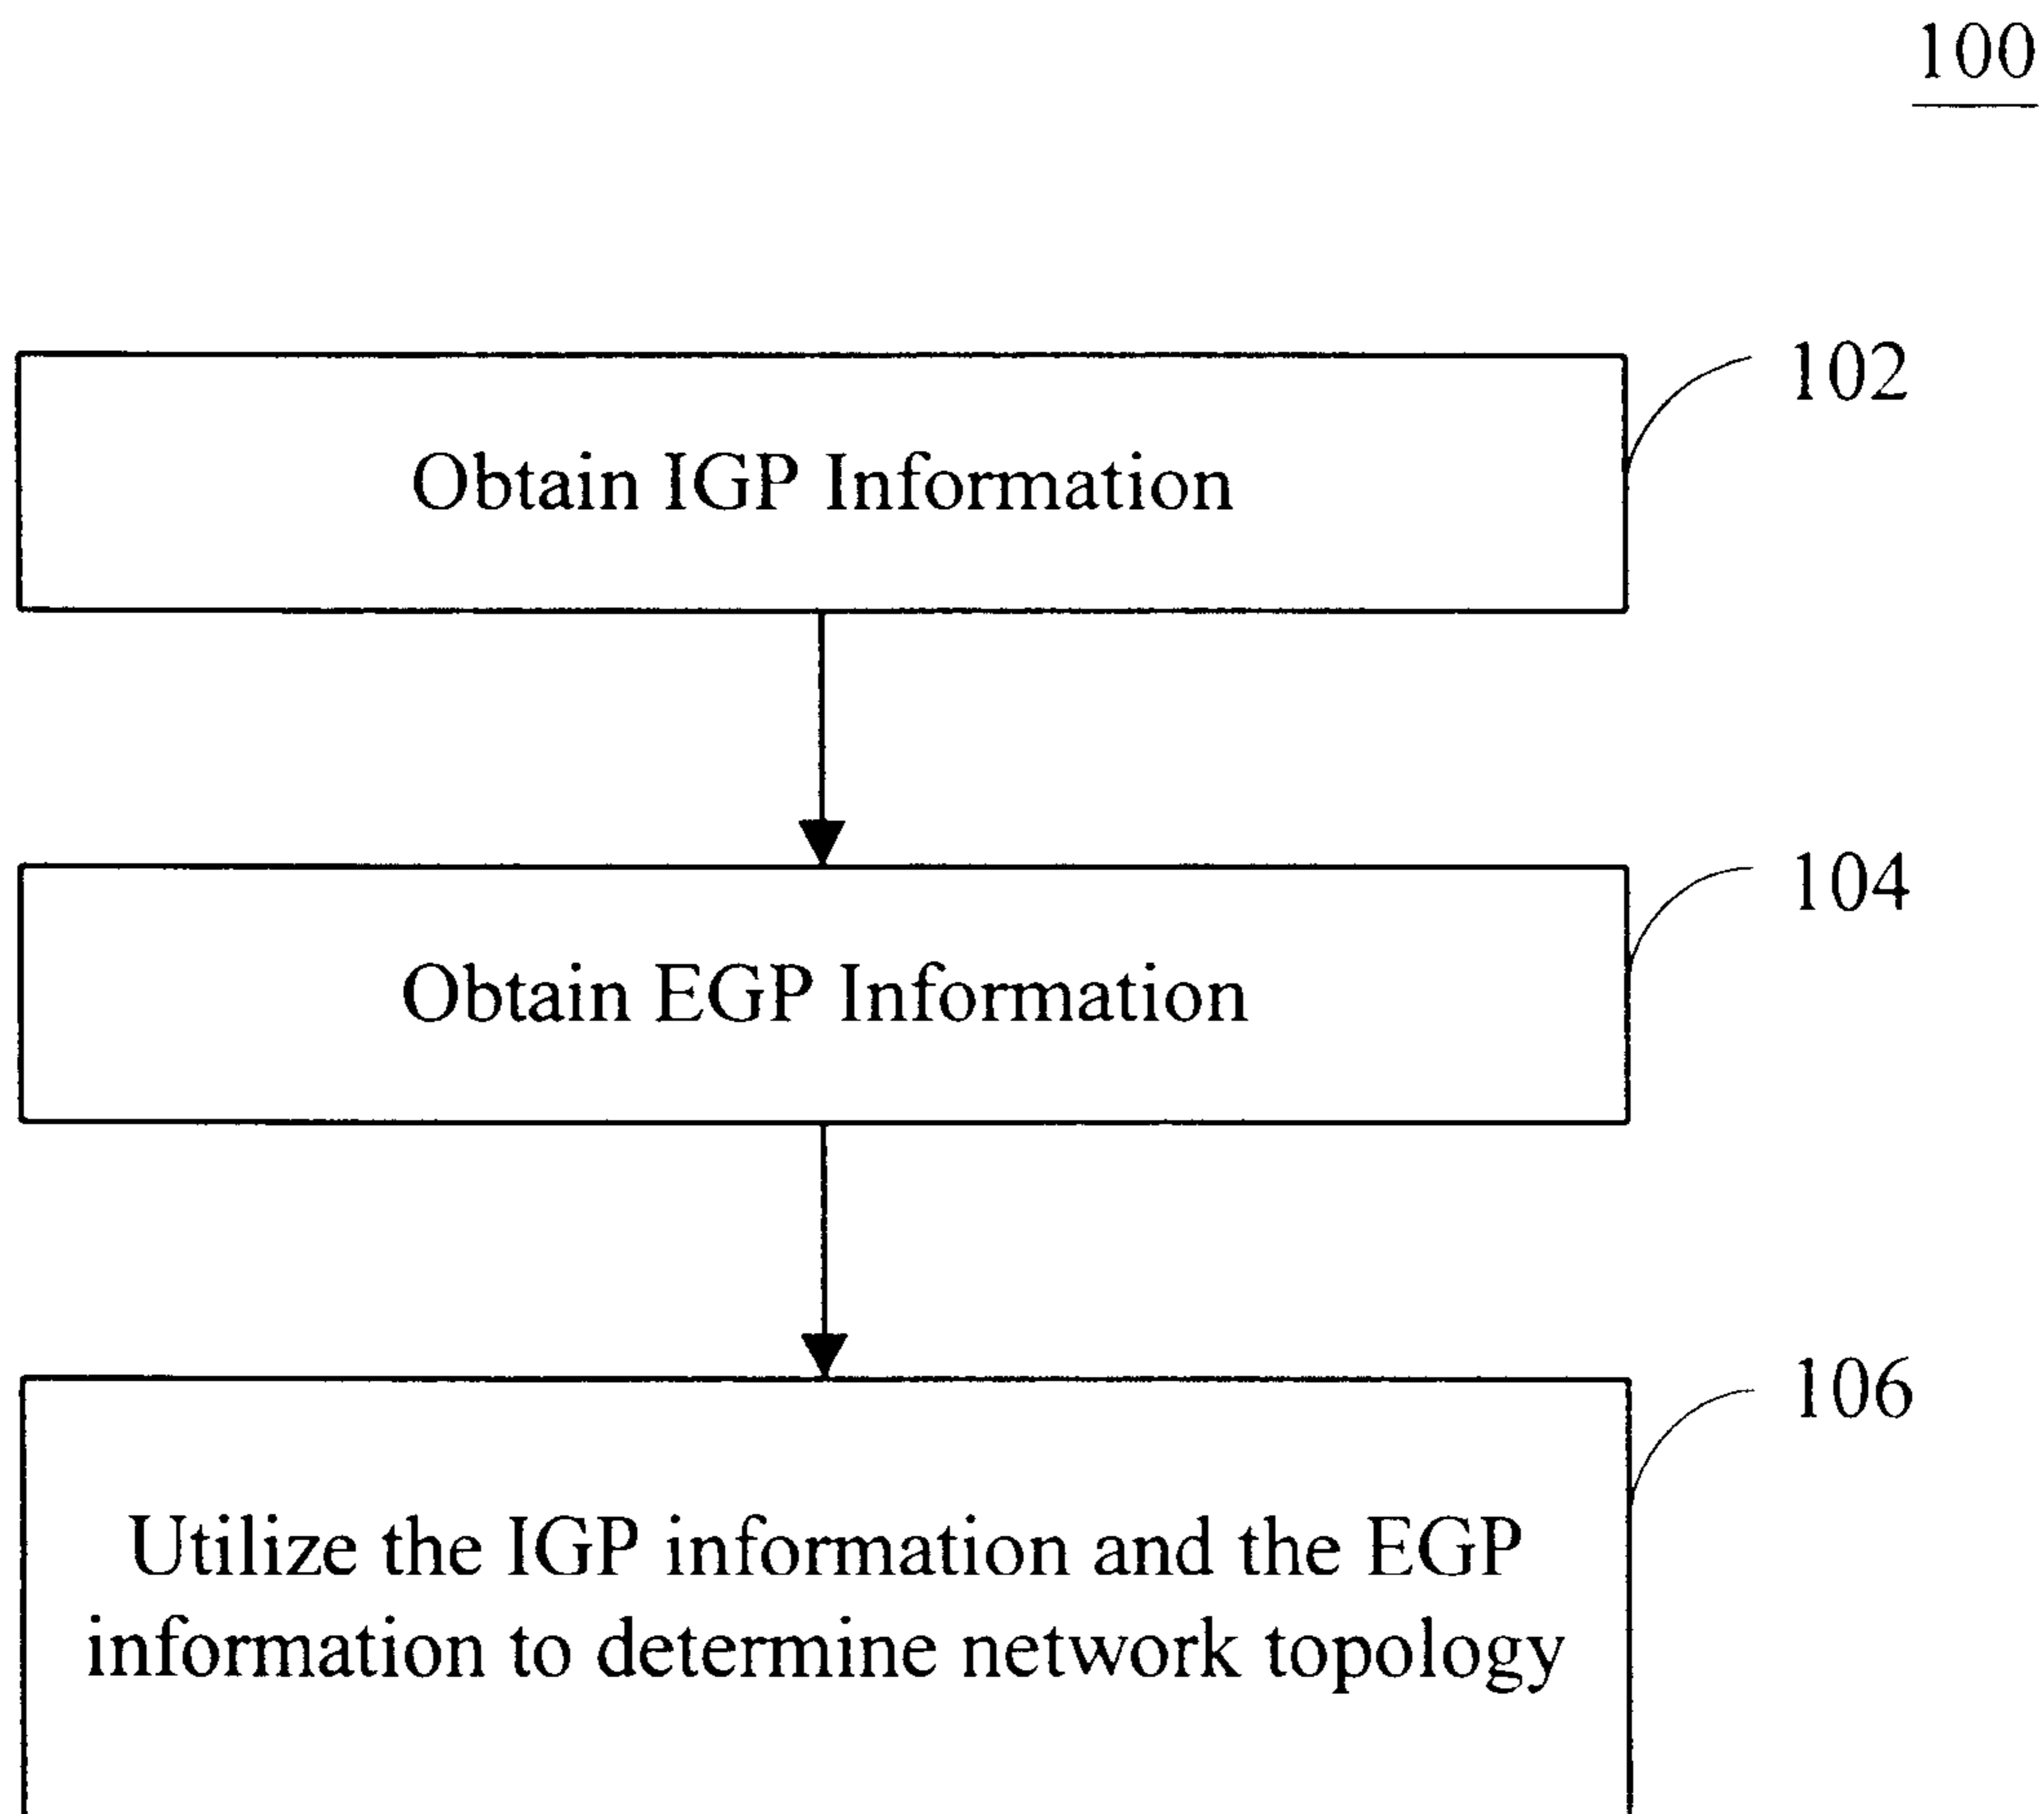 100
102
Obtain IGP Information
104
Obtain EGP Information
106
Utilize the IGP information and the EGP
information to determine network topology